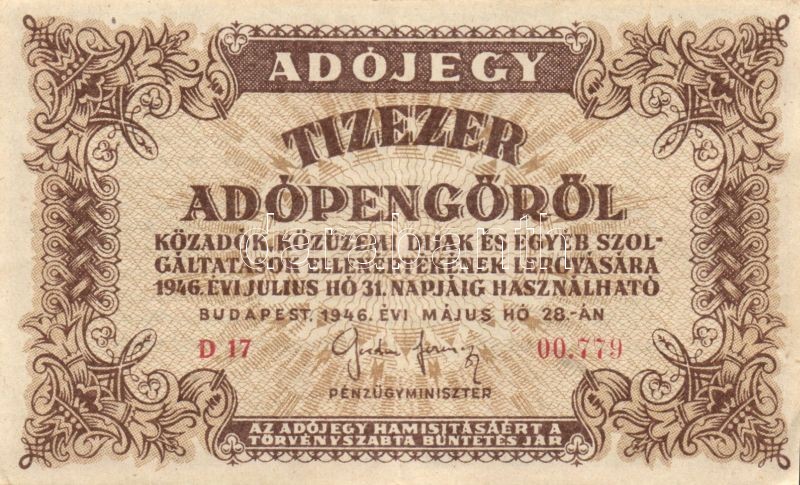 ADÓJEGY
TIZEZER
ADÓPENGŐRŐL
KÖZADÓK, KÖZÜZEMI DIJAK ÉS EGYÉB SZOL-
GÁLTATÁSOK ELLENÉRTÉKÉNEK LEROVÁSÁRA
1946. ÉVI JULIUS HÓ 31. NAPJÁIG HASZNÁLHATÓ
BUDAPEST, 1946. ÉVI MÁJUS HÓ 28.-ÁN
D 17 00.779
PÉNZÜGYMINISZTER
AZ ADÓJEGY HAMISITÁSÁÉRT A
TÖRVÉNYSZABTA BÜNTETÉS JÁR